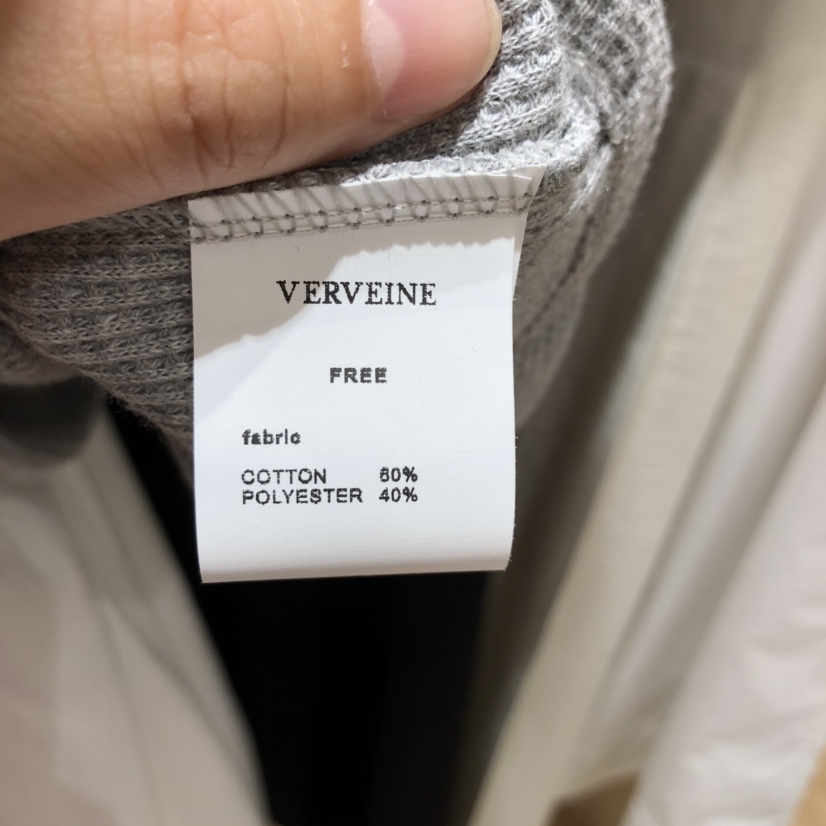 VERVEINE
FREE
fabric
COTTON 60%
POLYESTER 40%